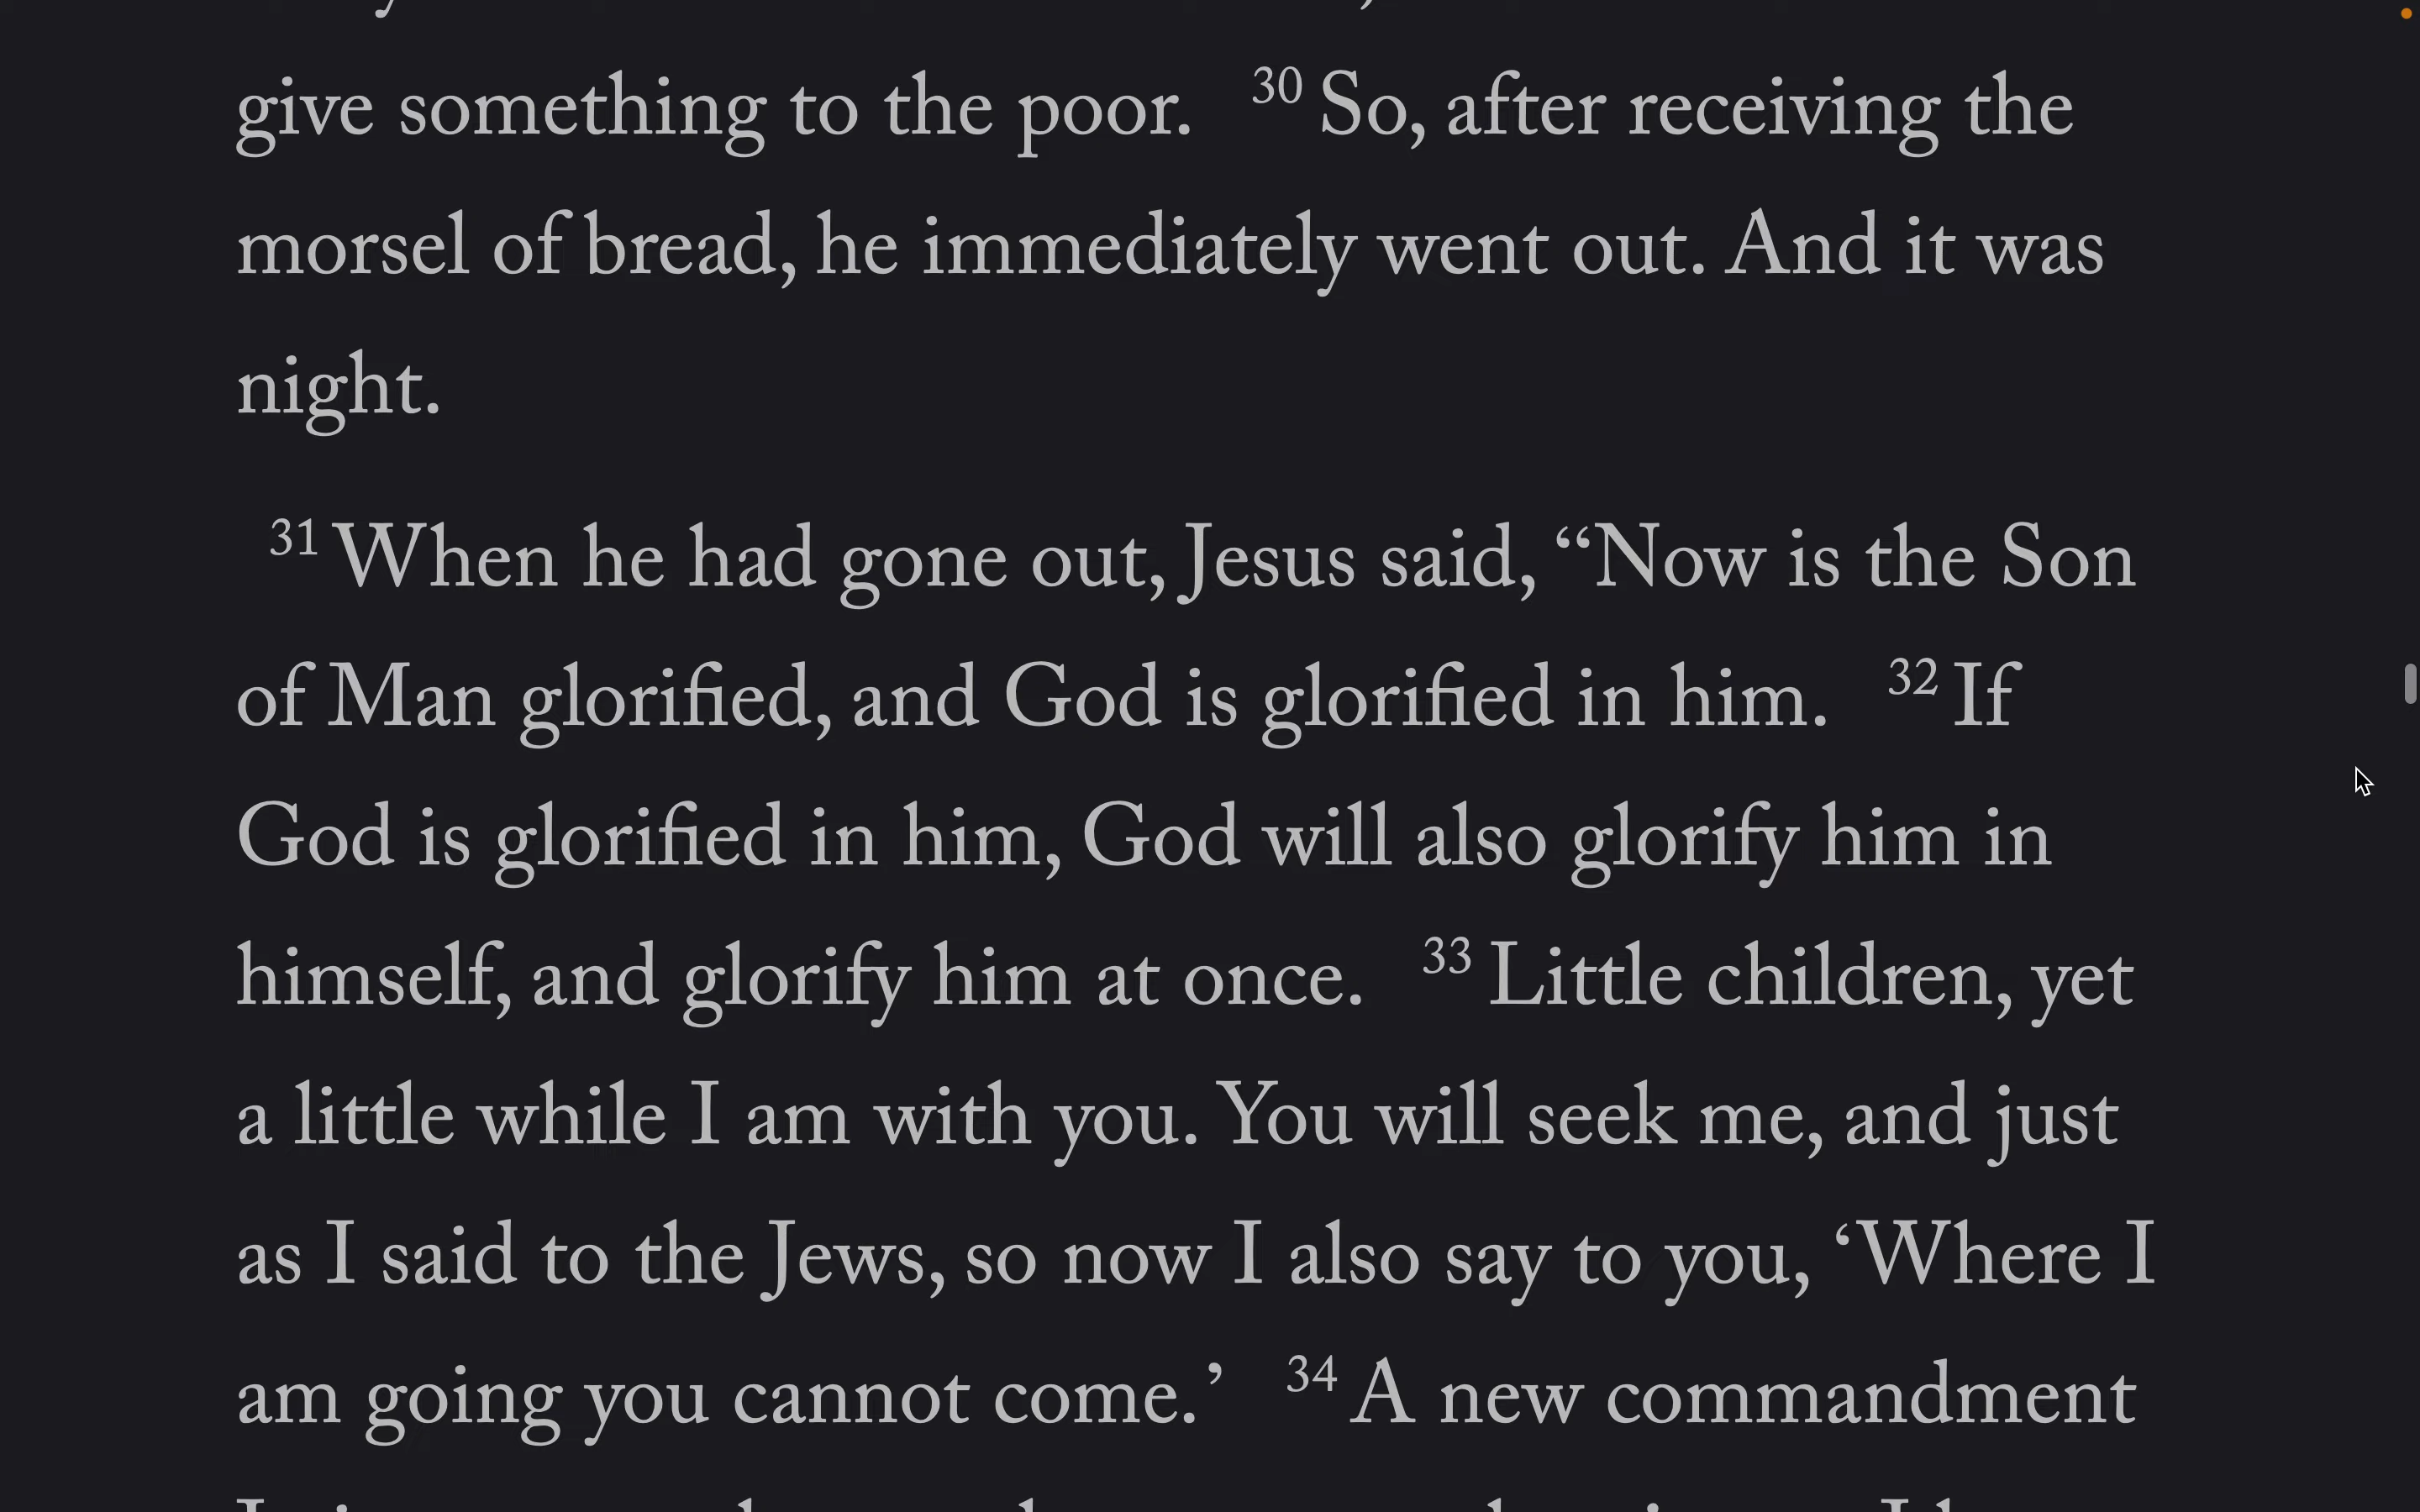 give something to the poor. 30 So, after receiving the
morsel of bread, he immediately went out. And it was
night.
31 When he had gone out, Jesus said, “Now is the Son
of Man glorified, and God is glorified in him. 32 If
God is glorified in him, God will also glorify him in
himself, and glorify him at once. 33 Little children, yet
a little while I am with you. You will seek me, and just
as I said to the Jews, so now I also say to you, ‘Where I
am going you cannot come.’ 34 A new commandment